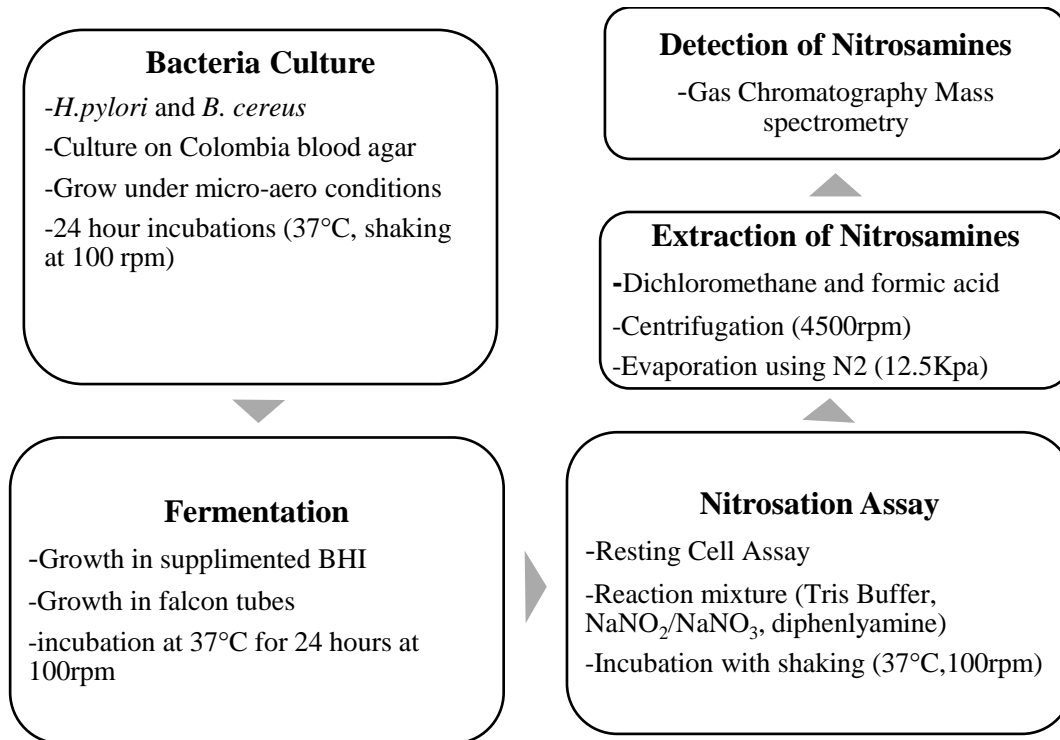 Bacteria Culture
-H.pylori and B. cereus
-Culture on Colombia blood agar
-Grow under micro-aero conditions
-24 hour incubations (37°C, shaking
at 100 rpm)
Fermentation
-Growth in supplimented BHI
-Growth in falcon tubes
-incubation at 37°C for 24 hours at
100rpm
Nitrosation Assay
-Resting Cell Assay
-Reaction mixture (Tris Buffer,
NaNO₂/NaNO₃, diphenlyamine)
-Incubation with shaking (37°C,100rpm)
Extraction of Nitrosamines
-Dichloromethane and formic acid
-Centrifugation (4500rpm)
-Evaporation using N2 (12.5Kpa)
Detection of Nitrosamines
-Gas Chromatography Mass
spectrometry